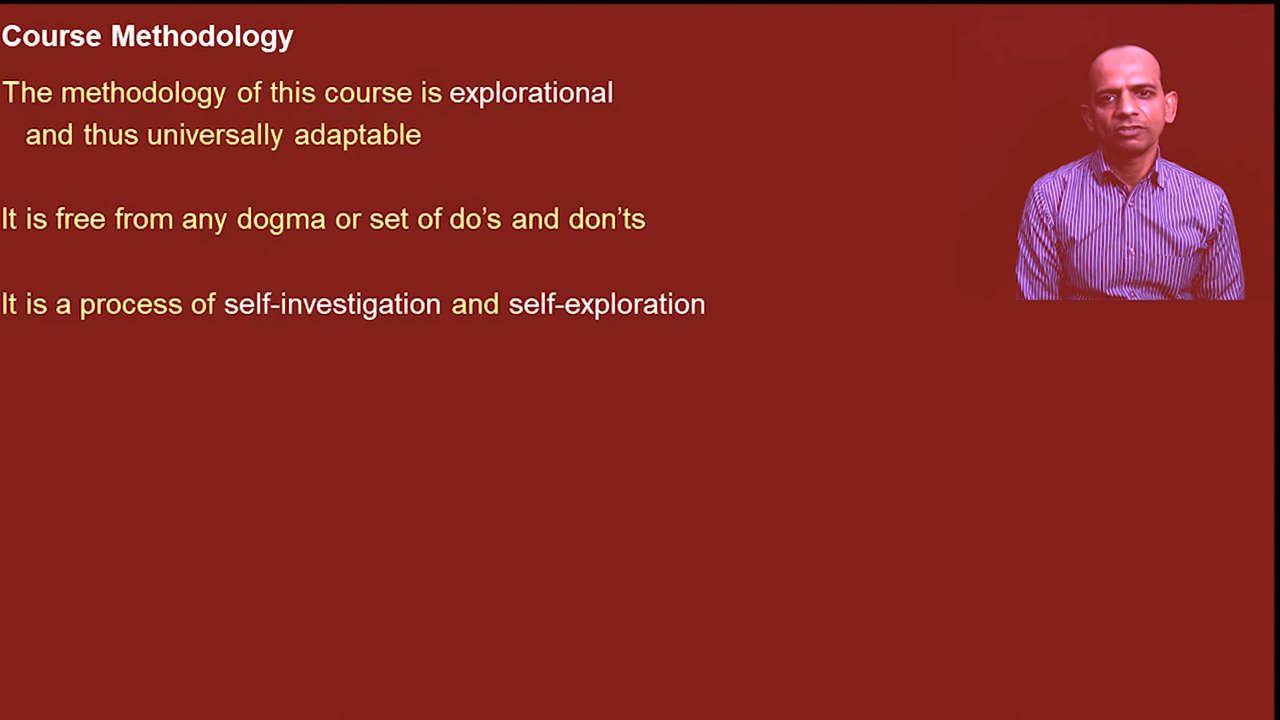 Course Methodology
The methodology of this course is explorational
and thus universally adaptable
It is free from any dogma or set of do’s and don’ts
It is a process of self-investigation and self-exploration